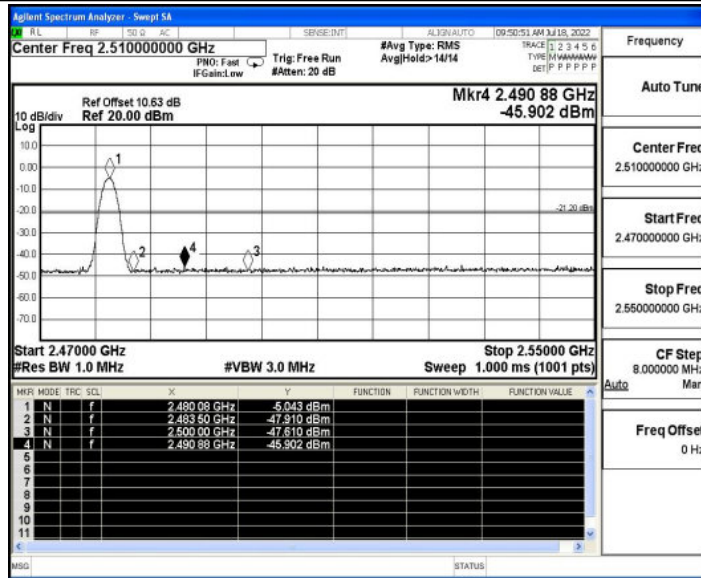 Agilent Spectrum Analyzer - Swept SA
RL RF 50 Ω AC SENSE:INT ALIGN AUTO 09:50:51 AM Jul 18, 2022
Center Freq 2.510000000 GHz
PNO: Fast
IFGain:Low
Trig: Free Run
#Atten: 20 dB
#Avg Type: RMS
Avg|Hold:>14/14
TRACE 1 2 3 4 5 6
TYPE M
DET P P P P P P
Frequency
Ref Offset 10.63 dB
10 dB/div Ref 20.00 dBm
Log
Mkr4 2.490 88 GHz
-45.902 dBm
10.0
0.00
-10.0
-20.0
-30.0
-40.0
-50.0
-60.0
-70.0
1
2
4
3
-21.20 dBm
Start 2.47000 GHz Stop 2.55000 GHz
#Res BW 1.0 MHz #VBW 3.0 MHz Sweep 1.000 ms (1001 pts)
MKR MODE TRC SCL X Y FUNCTION FUNCTION WIDTH FUNCTION VALUE
1 N f 2.480 08 GHz -5.043 dBm
2 N f 2.483 50 GHz -47.910 dBm
3 N f 2.500 00 GHz -47.610 dBm
4 N f 2.490 88 GHz -45.902 dBm
5
6
7
8
9
10
11
MSG STATUS
Auto Tune
Center Freq
2.510000000 GHz
Start Freq
2.470000000 GHz
Stop Freq
2.550000000 GHz
CF Step
8.000000 MHz
Auto Man
Freq Offset
0 Hz